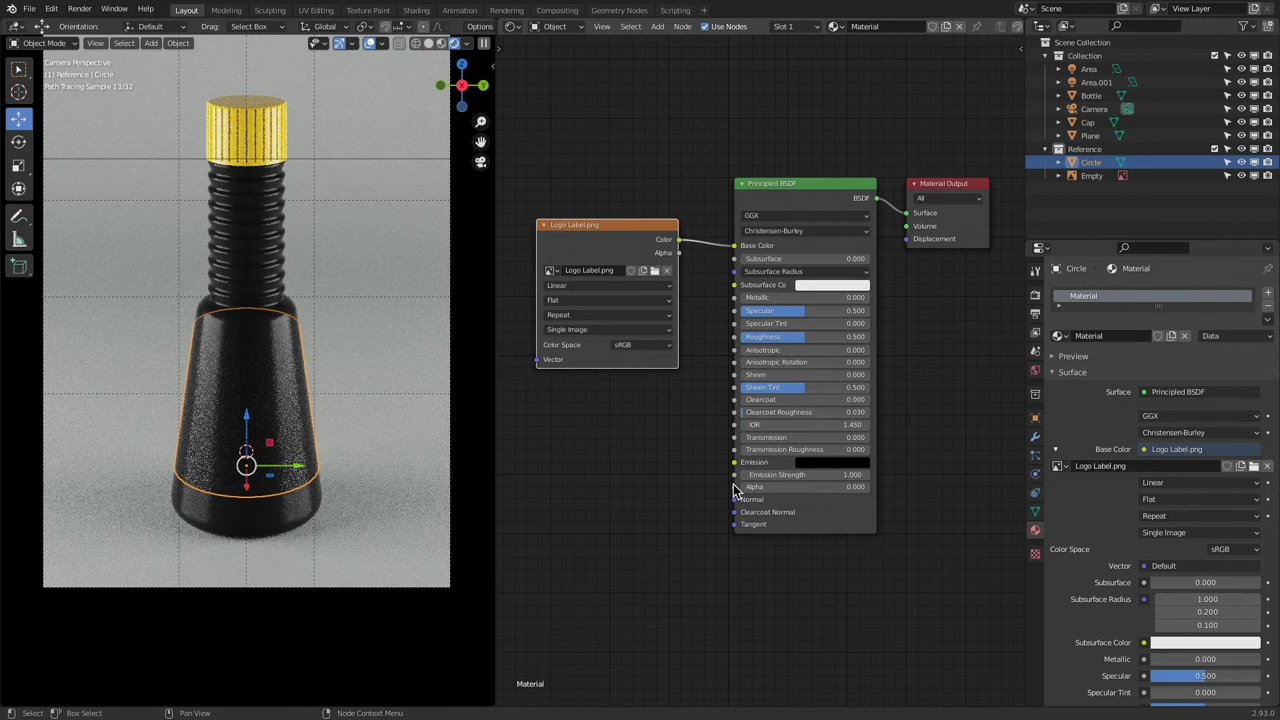 File Edit Render Window Help Layout Modeling Sculpting UV Editing Texture Paint Shading Animation Rendering Compositing Geometry Nodes Scripting Scene View Layer
Orientation: Default Drag: Select Box Global Options
Object View Select Add Node Use Nodes Slot 1 Material
Object Mode View Select Add Object
Camera Perspective
(1) Reference | Circle
Path Tracing Sample 13/32
Z
X
Y
Logo Label.png
Color
Alpha
Logo Label.png
Linear
Flat
Repeat
Single Image
Color Space sRGB
Vector
Principled BSDF
BSDF
GGX
Christensen-Burley
Base Color
Subsurface 0.000
Subsurface Radius
Subsurface Co
Metallic 0.000
Specular 0.500
Specular Tint 0.000
Roughness 0.500
Anisotropic 0.000
Anisotropic Rotation 0.000
Sheen 0.000
Sheen Tint 0.500
Clearcoat 0.000
Clearcoat Roughness 0.030
IOR 1.450
Transmission 0.000
Transmission Roughness 0.000
Emission
Emission Strength 1.000
Alpha 0.000
Normal
Clearcoat Normal
Tangent
Material Output
All
Surface
Volume
Displacement
Material
Scene Collection
Collection
Area
Area.001
Bottle
Camera
Cap
Plane
Reference
Circle
Empty
Circle Material
Material
Material Data
Preview
Surface
Surface Principled BSDF
GGX
Christensen-Burley
Base Color Logo Label.png
Logo Label.png
Linear
Flat
Repeat
Single Image
Color Space sRGB
Vector Default
Subsurface 0.000
Subsurface Radius 1.000
0.200
0.100
Subsurface Color
Metallic 0.000
Specular 0.500
Specular Tint 0.000
Select Box Select Pan View Node Context Menu 2.93.0